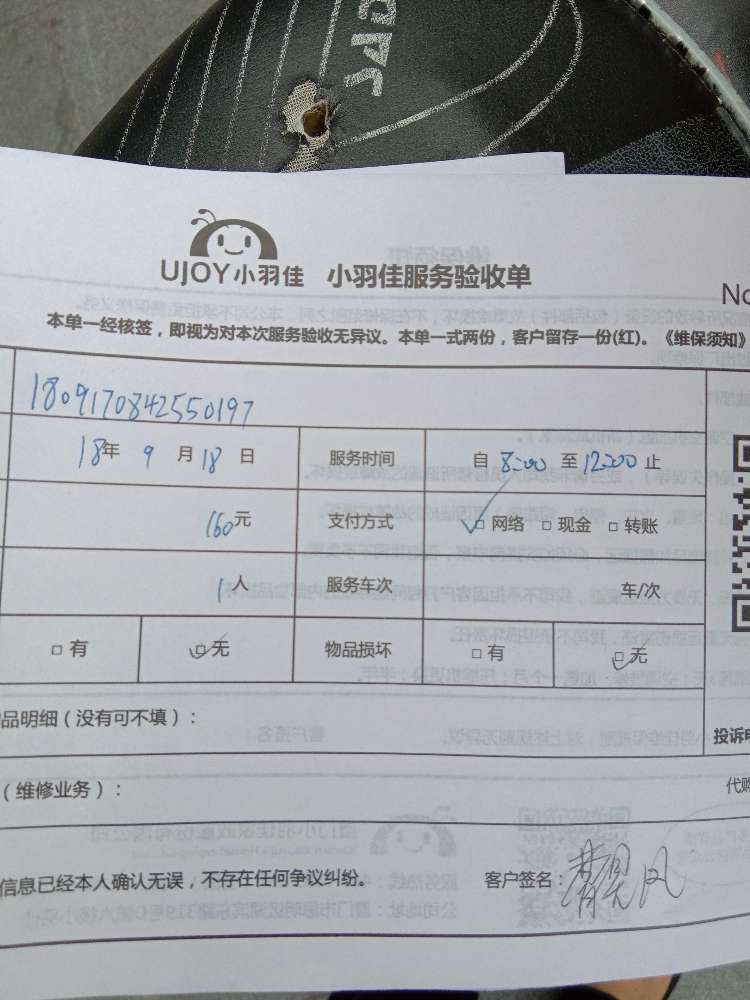 UJOY小羽佳 小羽佳服务验收单
No
本单一经核签，即视为对本次服务验收无异议。本单一式两份，客户留存一份(红)。《维保须知》
1809170842550197
18年 9 月 18 日 服务时间 自 8:00 至 12:00 止
160元 支付方式 □ 网络 □ 现金 □ 转账
1人 服务车次 车/次
□ 有 □ 无 物品损坏 □ 有 □ 无
品明细（没有可不填）：
投诉
（维修业务）：
代购
信息已经本人确认无误，不存在任何争议纠纷。 客户签名：